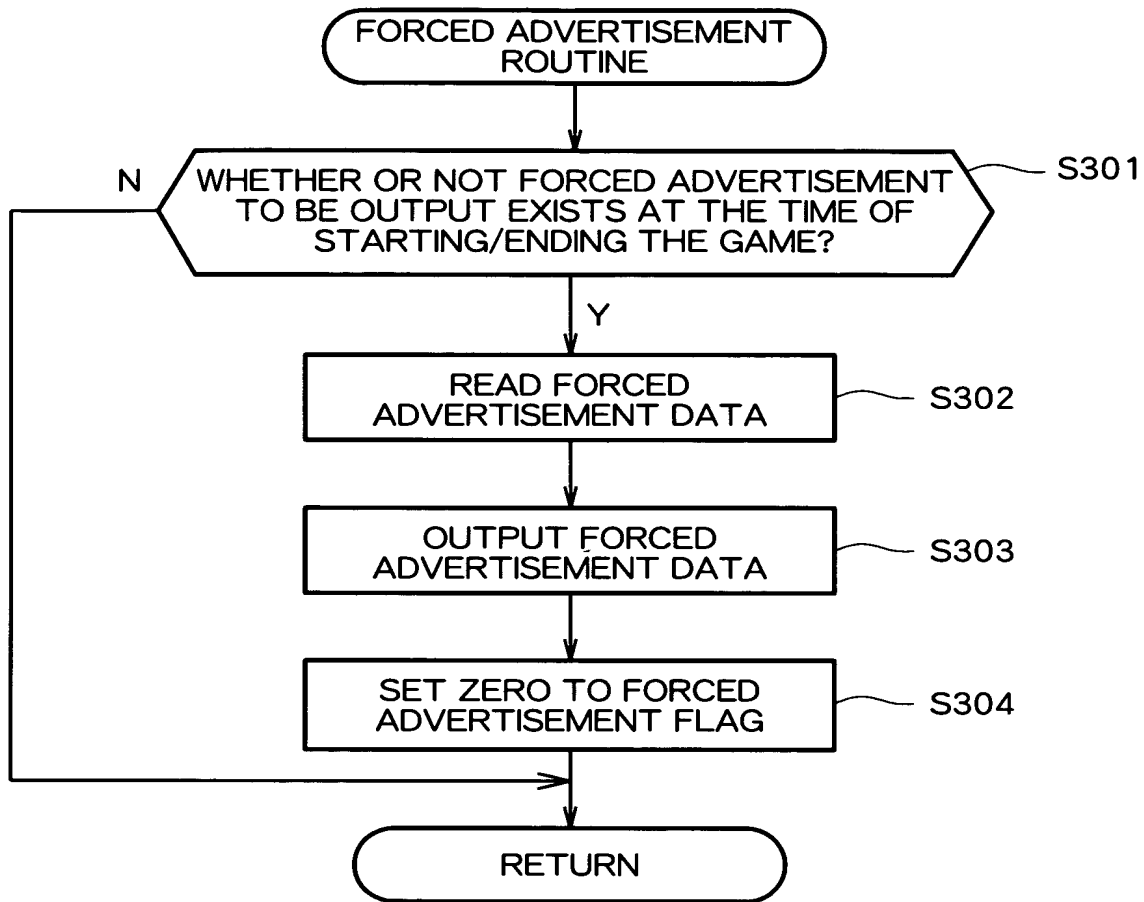 FORCED ADVERTISEMENT
ROUTINE
N
WHETHER OR NOT FORCED ADVERTISEMENT
TO BE OUTPUT EXISTS AT THE TIME OF
STARTING/ENDING THE GAME?
S301
Y
READ FORCED
ADVERTISEMENT DATA
S302
OUTPUT FORCED
ADVERTISEMENT DATA
S303
SET ZERO TO FORCED
ADVERTISEMENT FLAG
S304
RETURN